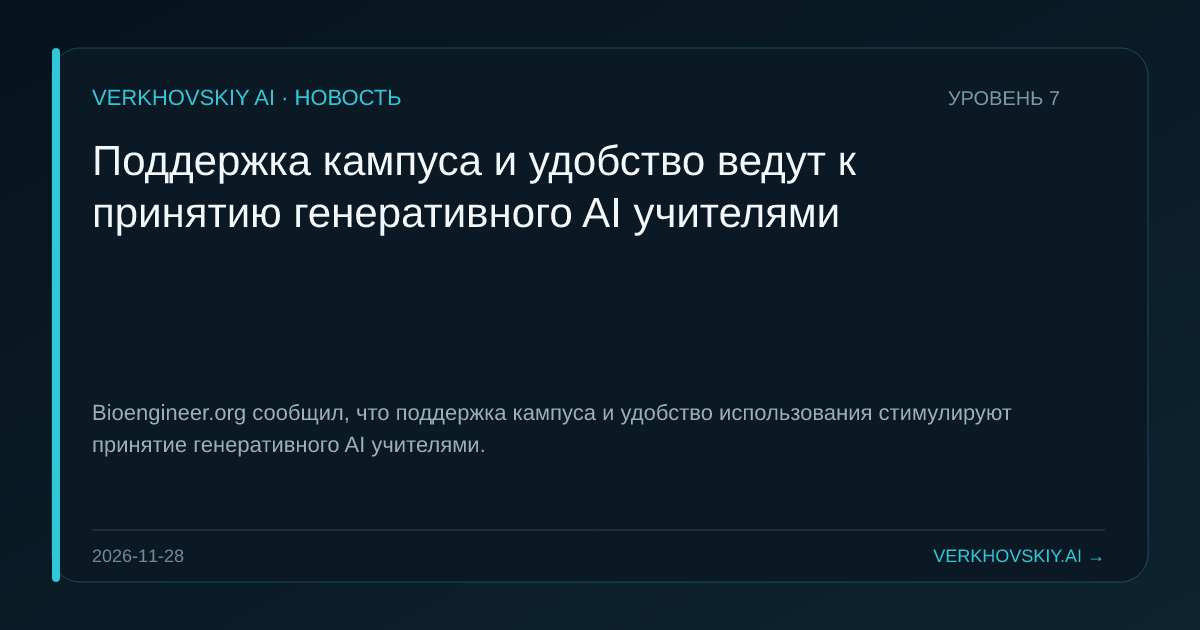 VERKHOVSKIY AI · НОВОСТЬ
УРОВЕНЬ 7
Поддержка кампуса и удобство ведут к
принятию генеративного AI учителями
Bioengineer.org сообщил, что поддержка кампуса и удобство использования стимулируют
принятие генеративного AI учителями.
2026-11-28
VERKHOVSKIY.AI →